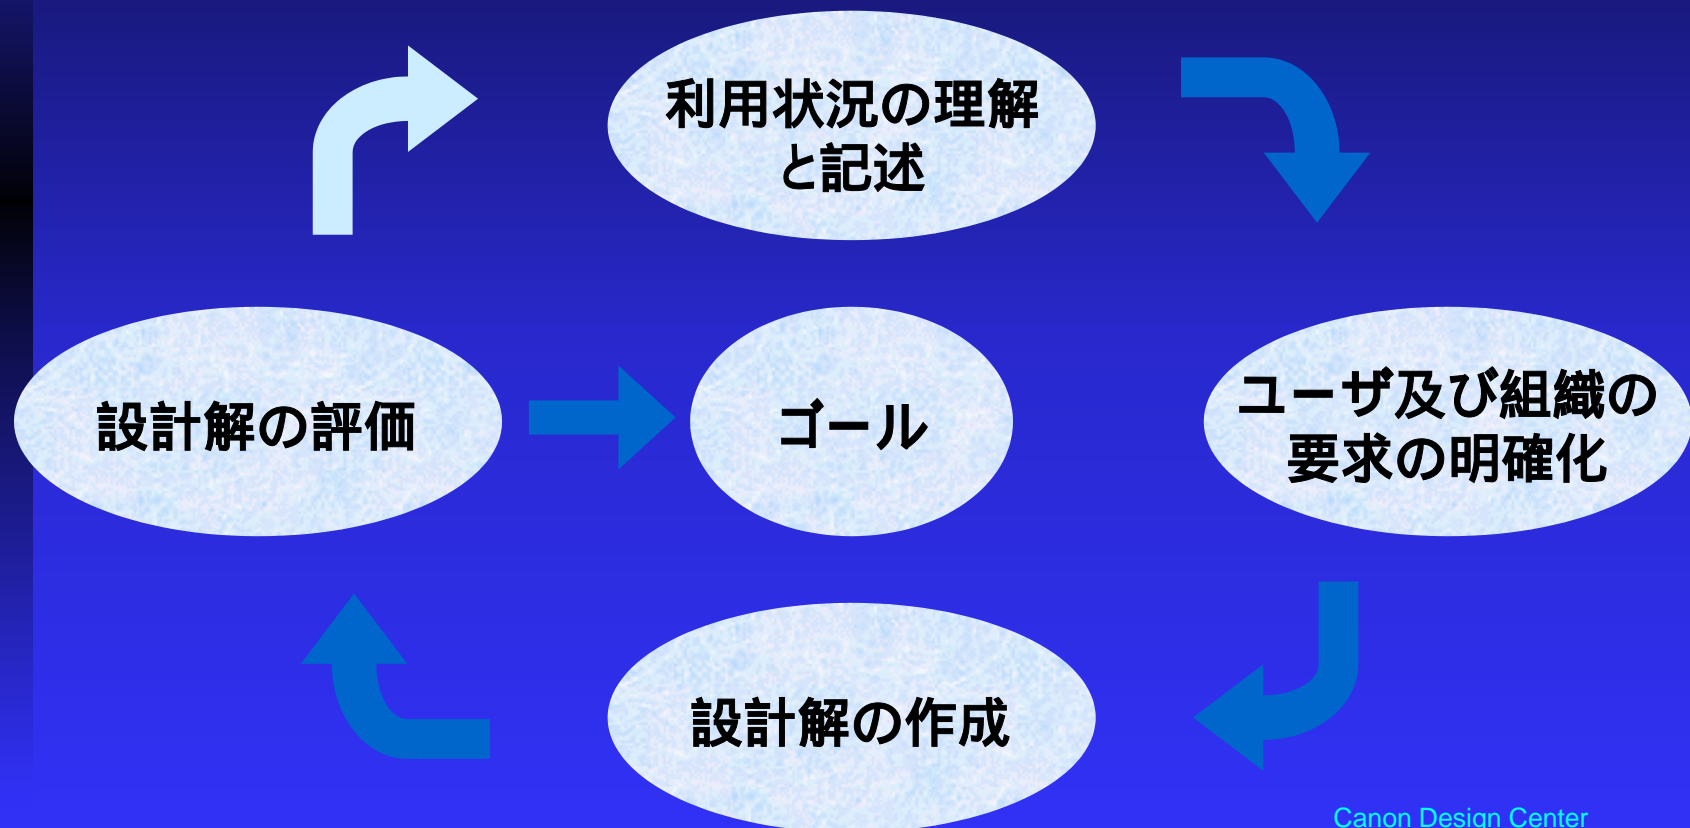 利用状況の理解
と記述
設計解の評価
ゴール
ユーザ及び組織の
要求の明確化
設計解の作成
Canon Design Center